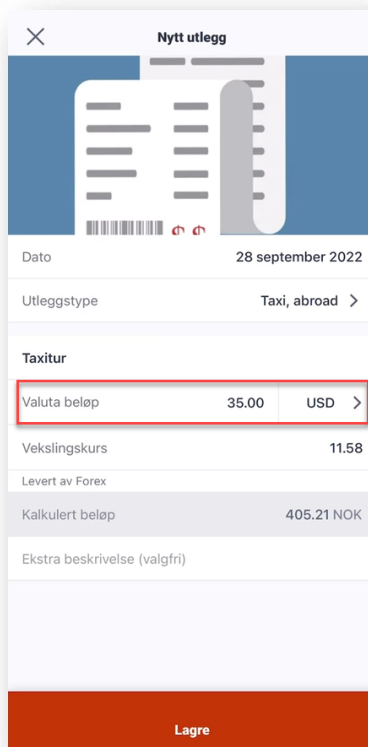 Nytt utlegg
Dato 28 september 2022
Utleggstype Taxi, abroad
Taxitur
Valuta beløp 35.00 USD
Vekslingskurs 11.58
Levert av Forex
Kalkulert beløp 405.21 NOK
Ekstra beskrivelse (valgfri)
Lagre